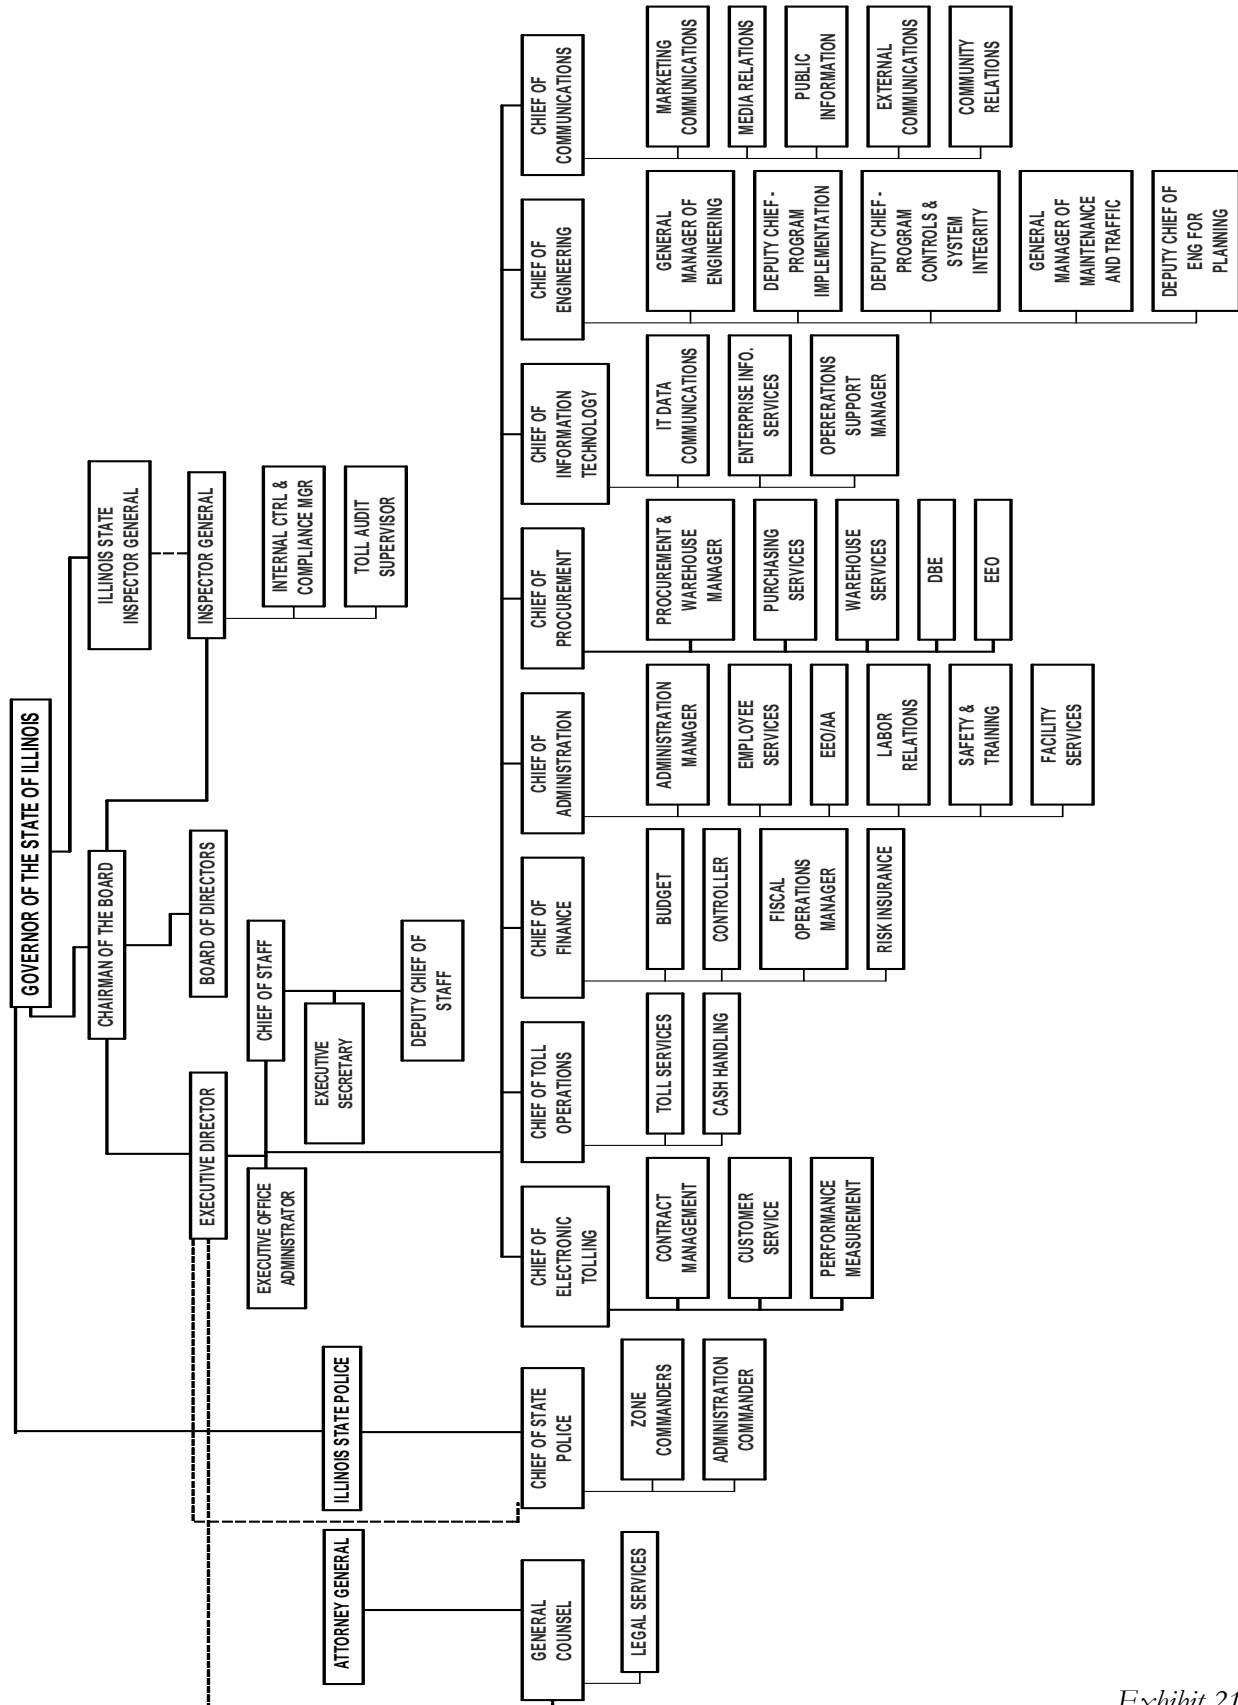 GOVERNOR OF THE STATE OF ILLINOIS
ILLINOIS STATE
INSPECTOR GENERAL
CHAIRMAN OF THE BOARD
INSPECTOR GENERAL
BOARD OF DIRECTORS
EXECUTIVE DIRECTOR
INTERNAL CTRL &
COMPLIANCE MGR
TOLL AUDIT
SUPERVISOR
CHIEF OF STAFF
EXECUTIVE OFFICE
ADMINISTRATOR
EXECUTIVE
SECRETARY
DEPUTY CHIEF OF
STAFF
ATTORNEY GENERAL
ILLINOIS STATE POLICE
GENERAL
COUNSEL
LEGAL SERVICES
CHIEF OF STATE
POLICE
ZONE
COMMANDERS
ADMINISTRATION
COMMANDER
CHIEF OF
ELECTRONIC
TOLLING
CONTRACT
MANAGEMENT
CUSTOMER
SERVICE
PERFORMANCE
MEASUREMENT
CHIEF OF TOLL
OPERATIONS
TOLL SERVICES
CASH HANDLING
CHIEF OF
FINANCE
BUDGET
CONTROLLER
FISCAL
OPERATIONS
MANAGER
RISK INSURANCE
CHIEF OF
ADMINISTRATION
ADMINISTRATION
MANAGER
EMPLOYEE
SERVICES
EEO/AA
LABOR
RELATIONS
SAFETY &
TRAINING
FACILITY
SERVICES
CHIEF OF
PROCUREMENT
PROCUREMENT &
WAREHOUSE
MANAGER
PURCHASING
SERVICES
WAREHOUSE
SERVICES
DBE
EEO
CHIEF OF
INFORMATION
TECHNOLOGY
IT DATA
COMMUNICATIONS
ENTERPRISE INFO.
SERVICES
OPERERATIONS
SUPPORT
MANAGER
CHIEF OF
ENGINEERING
GENERAL
MANAGER OF
ENGINEERING
DEPUTY CHIEF -
PROGRAM
IMPLEMENTATION
DEPUTY CHIEF -
PROGRAM
CONTROLS &
SYSTEM
INTEGRITY
GENERAL
MANAGER OF
MAINTENANCE
AND TRAFFIC
DEPUTY CHIEF OF
ENG FOR
PLANNING
CHIEF OF
COMMUNICATIONS
MARKETING
COMMUNICATIONS
MEDIA RELATIONS
PUBLIC
INFORMATION
EXTERNAL
COMMUNICATIONS
COMMUNITY
RELATIONS
Exhibit 21